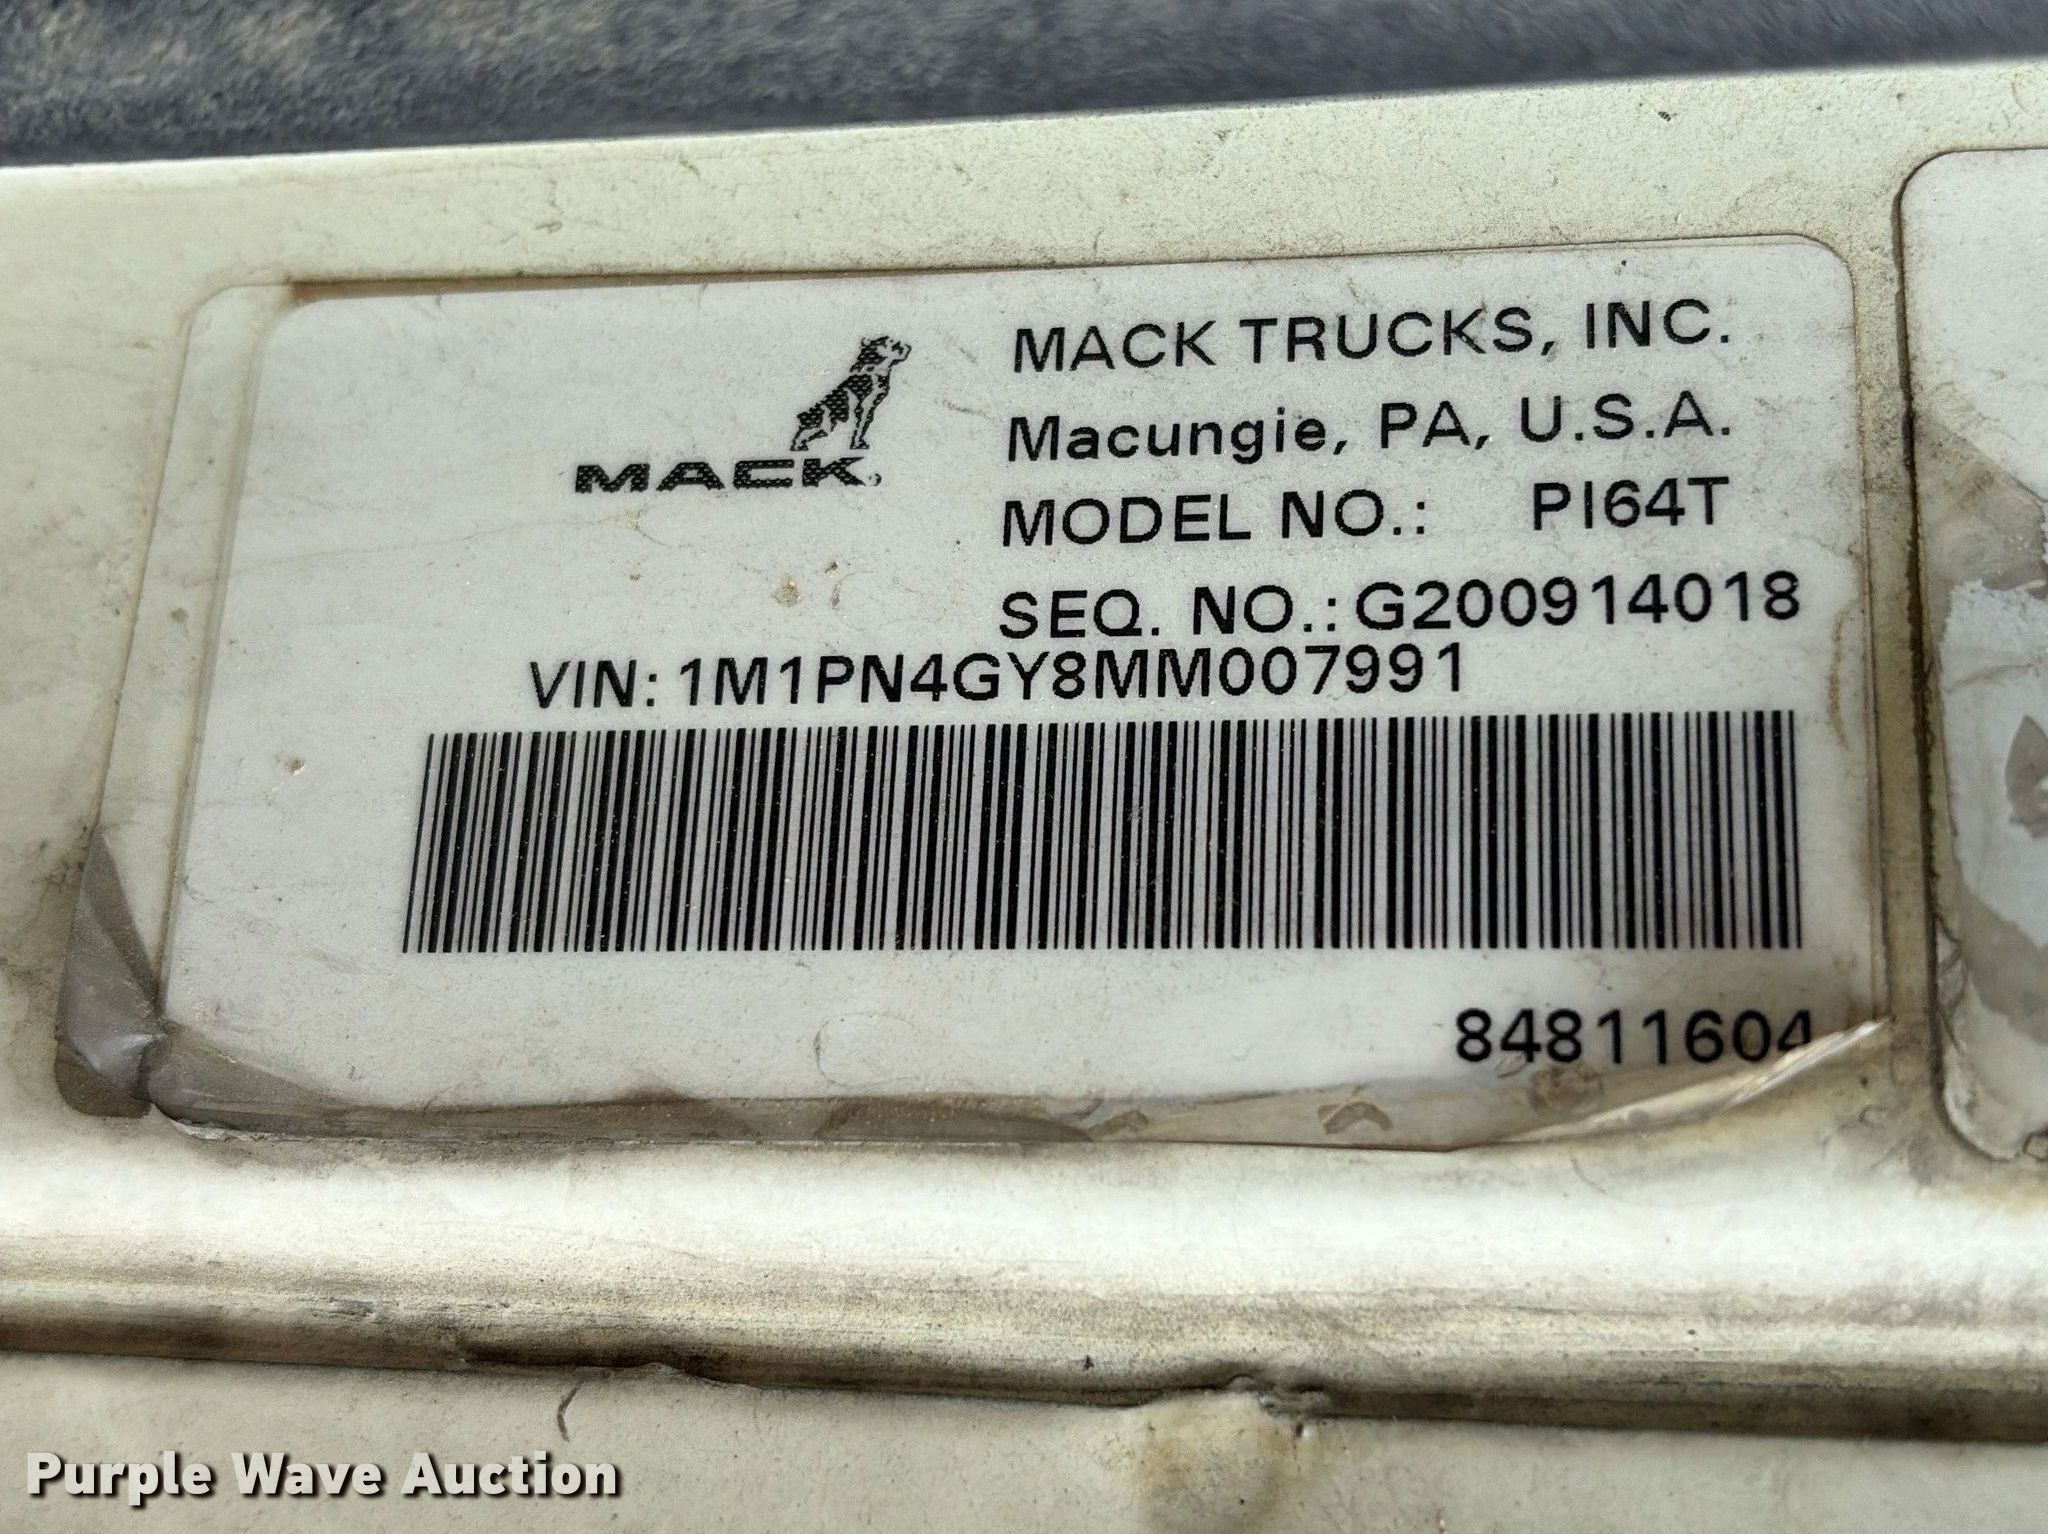 MACK TRUCKS, INC.
Macungie, PA, U.S.A.
MACK
MODEL NO.: PI64T
SEQ. NO.: G200914018
VIN: 1M1PN4GY8MM007991
84811604
Purple Wave Auction